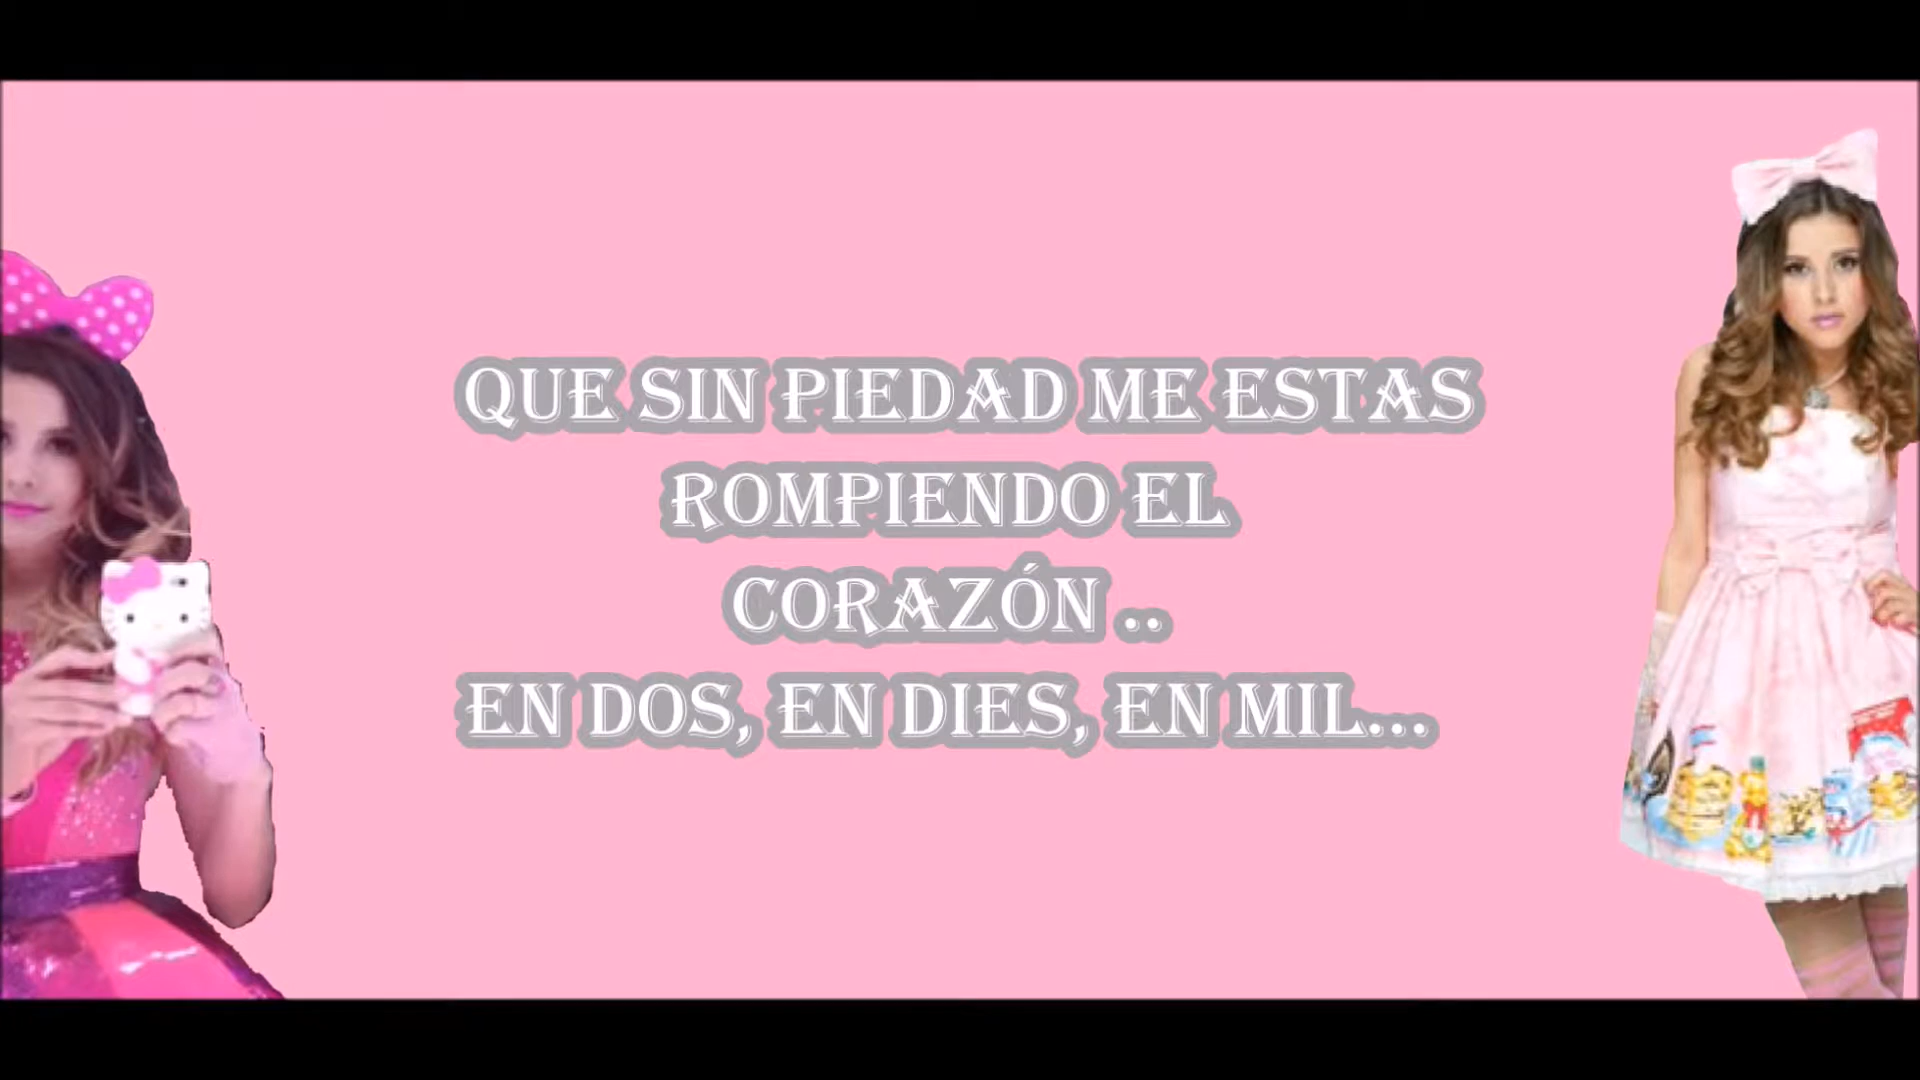 QUE SIN PIEDAD ME ESTAS
ROMPIENDO EL
CORAZÓN ..
EN DOS, EN DIES, EN MIL...